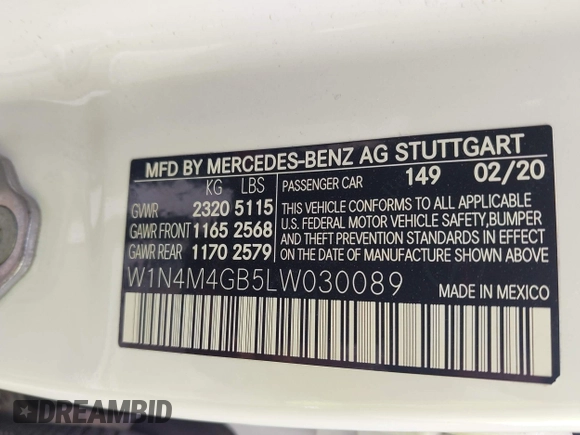 MFD BY MERCEDES-BENZ AG STUTTGART
KG LBS PASSENGER CAR 149 02/20
GVWR 2320 5115 THIS VEHICLE CONFORMS TO ALL APPLICABLE
GAWR FRONT 1165 2568 U.S. FEDERAL MOTOR VEHICLE SAFETY,BUMPER
GAWR REAR 1170 2579 AND THEFT PREVENTION STANDARDS IN EFFECT
ON THE DATE OF MANUFACTURE SHOWN ABOVE.
W1N4M4GB5LW030089 MADE IN MEXICO
DREAMBID